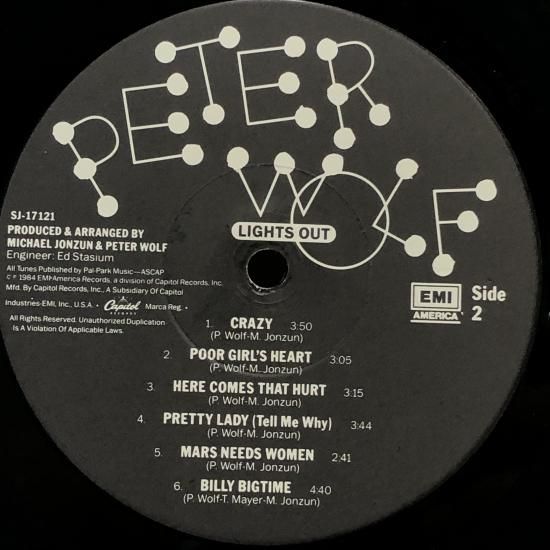 PETER
WOLF
LIGHTS OUT
SJ-17121
PRODUCED & ARRANGED BY
MICHAEL JONZUN & PETER WOLF
Engineer: Ed Stasium
All Tunes Published by Pal-Park Music—ASCAP
© ℗ 1984 EMI-America Records, a division of Capitol Records, Inc.
Mfd. By Capitol Records, Inc., A Subsidiary Of Capitol
Industries-EMI, Inc., U.S.A. • Capitol RECORDS Marca Reg. •
All Rights Reserved. Unauthorized Duplication
Is A Violation Of Applicable Laws.
EMI
AMERICA
Side
2
1. CRAZY 3:50
(P. Wolf-M. Jonzun)
2. POOR GIRL'S HEART 3:05
(P. Wolf-M. Jonzun)
3. HERE COMES THAT HURT 3:15
(P. Wolf-M. Jonzun)
4. PRETTY LADY (Tell Me Why) 3:44
(P. Wolf-M. Jonzun)
5. MARS NEEDS WOMEN 2:41
(P. Wolf-M. Jonzun)
6. BILLY BIGTIME 4:40
(P. Wolf-T. Mayer-M. Jonzun)